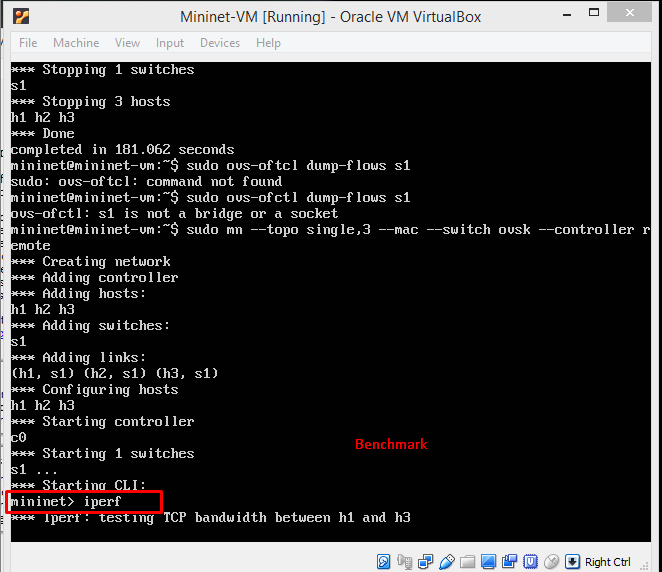 Mininet-VM [Running] - Oracle VM VirtualBox
File Machine View Input Devices Help
*** Stopping 1 switches
s1
*** Stopping 3 hosts
h1 h2 h3
*** Done
completed in 181.062 seconds
mininet@mininet-vm:~$ sudo ovs-oftcl dump-flows s1
sudo: ovs-oftcl: command not found
mininet@mininet-vm:~$ sudo ovs-ofctl dump-flows s1
ovs-ofctl: s1 is not a bridge or a socket
mininet@mininet-vm:~$ sudo mn --topo single,3 --mac --switch ovsk --controller r
emote
*** Creating network
*** Adding controller
*** Adding hosts:
h1 h2 h3
*** Adding switches:
s1
*** Adding links:
(h1, s1) (h2, s1) (h3, s1)
*** Configuring hosts
h1 h2 h3
*** Starting controller
c0
Benchmark
*** Starting 1 switches
s1 ...
*** Starting CLI:
mininet> iperf
*** Iperf: testing TCP bandwidth between h1 and h3
Right Ctrl